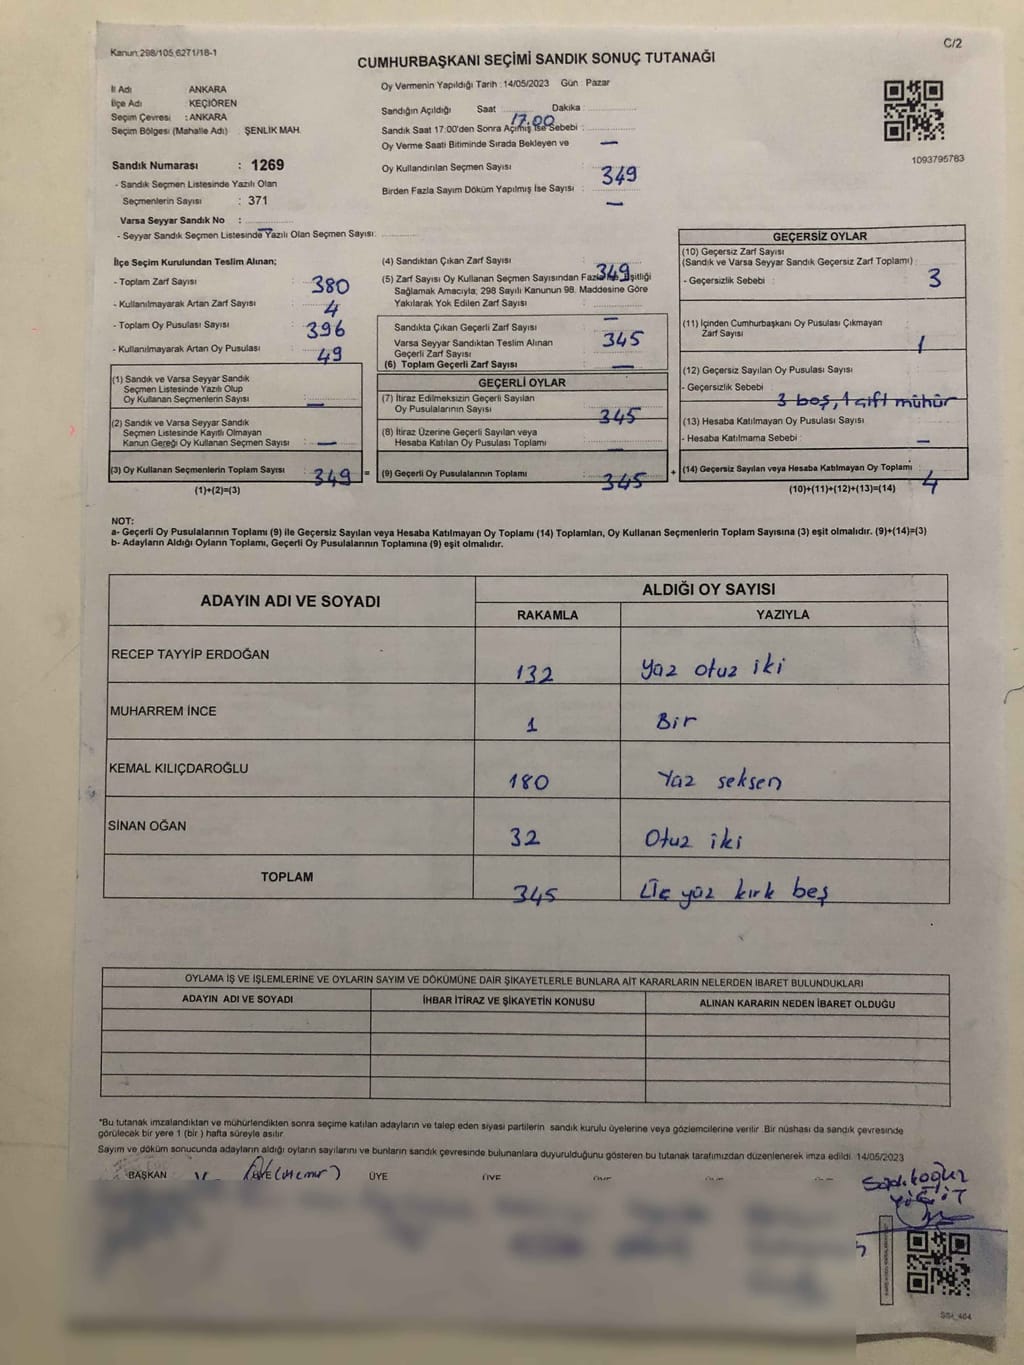 Kanun:298/105,6271/18-1
C/2
CUMHURBAŞKANI SEÇİMİ SANDIK SONUÇ TUTANAĞI
İl Adı ANKARA
İlçe Adı KEÇİÖREN
Seçim Çevresi : ANKARA
Seçim Bölgesi (Mahalle Adı) : ŞENLİK MAH.
Sandık Numarası : 1269
- Sandık Seçmen Listesinde Yazılı Olan
Seçmenlerin Sayısı : 371
Varsa Seyyar Sandık No :
- Seyyar Sandık Seçmen Listesinde Yazılı Olan Seçmen Sayısı:
Oy Vermenin Yapıldığı Tarih : 14/05/2023 Gün : Pazar
Sandığın Açıldığı Saat 17.00 Dakika :
Sandık Saat 17:00'den Sonra Açılmış İse Sebebi :
Oy Verme Saati Bitiminde Sırada Bekleyen ve —
Oy Kullandırılan Seçmen Sayısı 349
Birden Fazla Sayım Döküm Yapılmış İse Sayısı : —
1093795783
İlçe Seçim Kurulundan Teslim Alınan;
- Toplam Zarf Sayısı : 380
- Kullanılmayarak Artan Zarf Sayısı : 4
- Toplam Oy Pusulası Sayısı : 396
- Kullanılmayarak Artan Oy Pusulası : 49
(4) Sandıktan Çıkan Zarf Sayısı : 349
(5) Zarf Sayısı Oy Kullanan Seçmen Sayısından Fazla İse, Eşitliği
Sağlamak Amacıyla; 298 Sayılı Kanunun 98. Maddesine Göre
Yakılarak Yok Edilen Zarf Sayısı : —
Sandıkta Çıkan Geçerli Zarf Sayısı : 345
Varsa Seyyar Sandıktan Teslim Alınan
Geçerli Zarf Sayısı
(6) Toplam Geçerli Zarf Sayısı : —
GEÇERSİZ OYLAR
(10) Geçersiz Zarf Sayısı
(Sandık ve Varsa Seyyar Sandık Geçersiz Zarf Toplamı) :
- Geçersizlik Sebebi : 3
(11) İçinden Cumhurbaşkanı Oy Pusulası Çıkmayan
Zarf Sayısı : 1
(12) Geçersiz Sayılan Oy Pusulası Sayısı
- Geçersizlik Sebebi : 3 boş, 1 çift mühür
(13) Hesaba Katılmayan Oy Pusulası Sayısı
- Hesaba Katılmama Sebebi : —
(14) Geçersiz Sayılan veya Hesaba Katılmayan Oy Toplamı : 4
(10)+(11)+(12)+(13)=(14)
(1) Sandık ve Varsa Seyyar Sandık
Seçmen Listesinde Yazılı Olup
Oy Kullanan Seçmenlerin Sayısı : —
(2) Sandık ve Varsa Seyyar Sandık
Seçmen Listesinde Kayıtlı Olmayan
Kanun Gereği Oy Kullanan Seçmen Sayısı : —
(3) Oy Kullanan Seçmenlerin Toplam Sayısı : 349 =
(1)+(2)=(3)
GEÇERLİ OYLAR
(7) İtiraz Edilmeksizin Geçerli Sayılan
Oy Pusulalarının Sayısı : 345
(8) İtiraz Üzerine Geçerli Sayılan veya
Hesaba Katılan Oy Pusulası Toplamı : —
(9) Geçerli Oy Pusulalarının Toplamı : 345 +
NOT:
a- Geçerli Oy Pusulalarının Toplamı (9) ile Geçersiz Sayılan veya Hesaba Katılmayan Oy Toplamı (14) Toplamları, Oy Kullanan Seçmenlerin Toplam Sayısına (3) eşit olmalıdır. (9)+(14)=(3)
b- Adayların Aldığı Oyların Toplamı, Geçerli Oy Pusulalarının Toplamına (9) eşit olmalıdır.
ADAYIN ADI VE SOYADI
ALDIĞI OY SAYISI
RAKAMLA YAZIYLA
RECEP TAYYİP ERDOĞAN 132 Yüz otuz iki
MUHARREM İNCE 1 Bir
KEMAL KILIÇDAROĞLU 180 Yüz seksen
SİNAN OĞAN 32 Otuz iki
TOPLAM 345 Üç yüz kırk beş
OYLAMA İŞ VE İŞLEMLERİNE VE OYLARIN SAYIM VE DÖKÜMÜNE DAİR ŞİKAYETLERLE BUNLARA AİT KARARLARIN NELERDEN İBARET BULUNDUKLARI
ADAYIN ADI VE SOYADI İHBAR İTİRAZ VE ŞİKAYETİN KONUSU ALINAN KARARIN NEDEN İBARET OLDUĞU
*Bu tutanak imzalandıktan ve mühürlendikten sonra seçime katılan adayların ve talep eden siyasi partilerin sandık kurulu üyelerine veya gözlemcilerine verilir. Bir nüshası da sandık çevresinde
görülecek bir yere 1 (bir ) hafta süreyle asılır.
Sayım ve döküm sonucunda adayların aldığı oyların sayılarını ve bunların sandık çevresinde bulunanlara duyurulduğunu gösteren bu tutanak tarafımızdan düzenlenerek imza edildi. 14/05/2023
BAŞKAN ÜYE (Memur) ÜYE ÜYE
YİĞİT